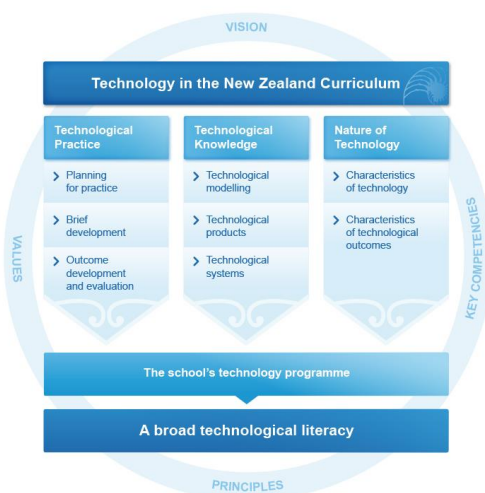 VISION
Technology in the New Zealand Curriculum
Technological
Practice
Planning
for practice
Brief
development
Outcome
development
and evaluation
Technological
Knowledge
Technological
modelling
Technological
products
Technological
systems
Nature of
Technology
Characteristics
of technology
Characteristics
of technological
outcomes
VALUES
KEY COMPETENCIES
The school's technology programme
A broad technological literacy
PRINCIPLES